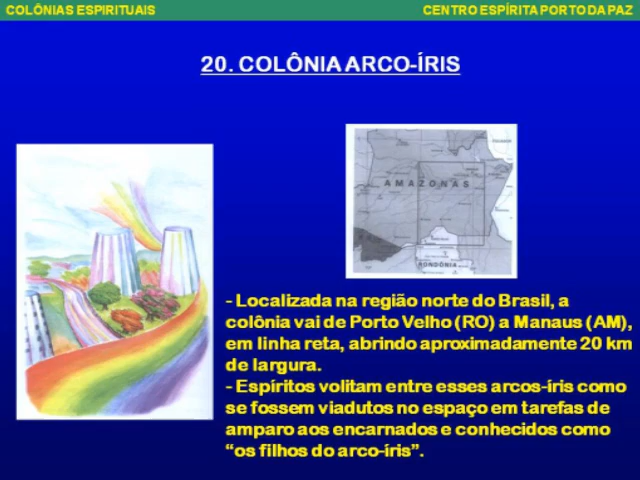 COLÔNIAS ESPIRITUAIS
CENTRO ESPÍRITA PORTO DA PAZ
20. COLÔNIA ARCO-ÍRIS
AMAZONAS
RONDÔNIA
- Localizada na região norte do Brasil, a
colônia vai de Porto Velho (RO) a Manaus (AM),
em linha reta, abrindo aproximadamente 20 km
de largura.
- Espíritos volitam entre esses arcos-íris como
se fossem viadutos no espaço em tarefas de
amparo aos encarnados e conhecidos como
“os filhos do arco-íris”.